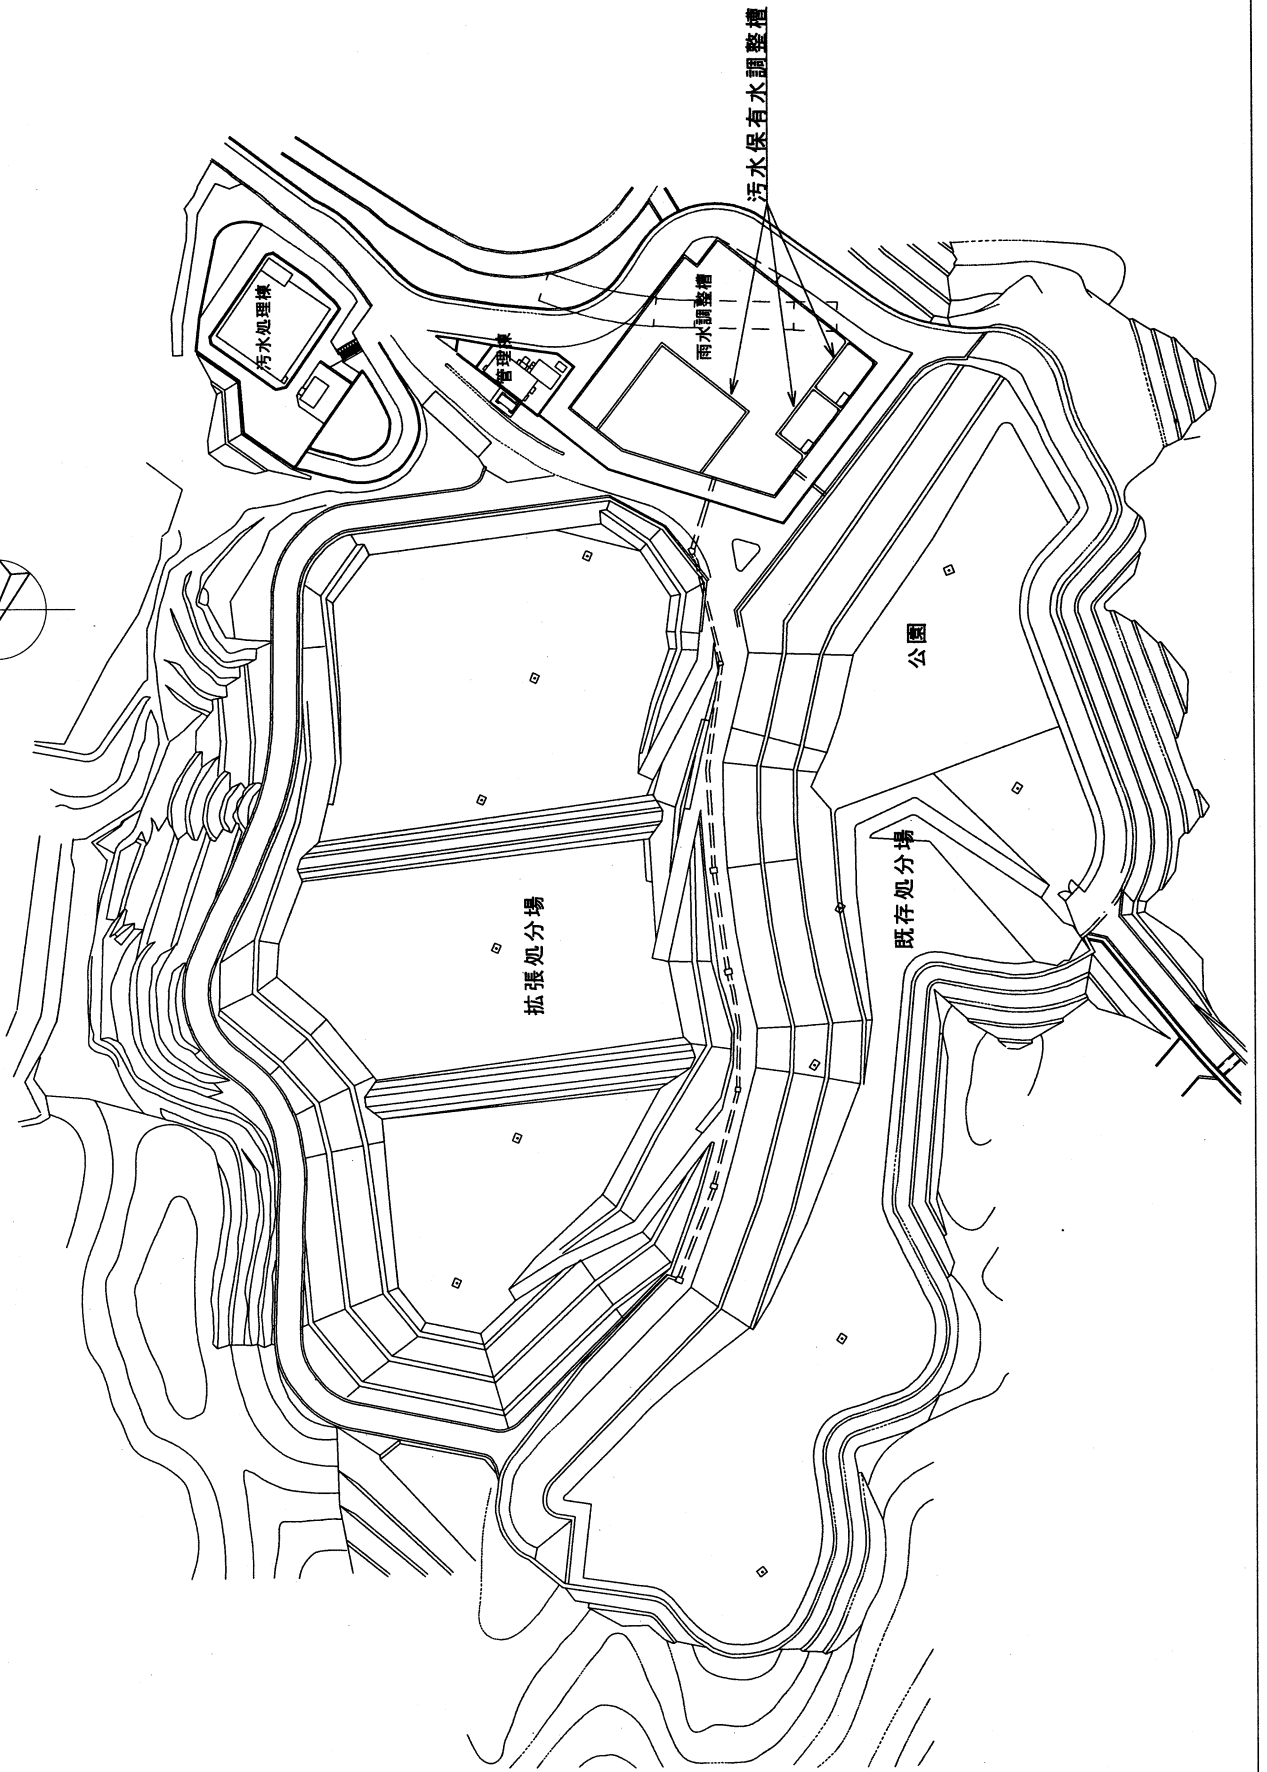 汚水保有水調整槽
汚水処理棟
管理棟
雨水調整槽
公園
拡張処分場
既存処分場